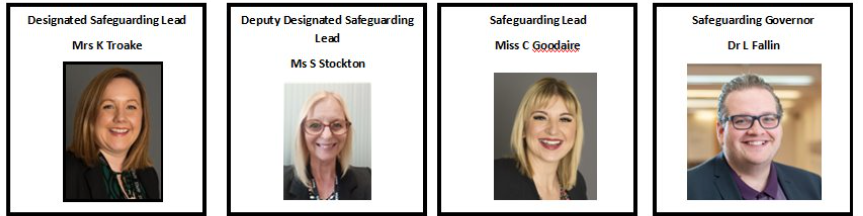 Designated Safeguarding Lead
Mrs K Troake
Deputy Designated Safeguarding
Lead
Ms S Stockton
Safeguarding Lead
Miss C Goodaire
Safeguarding Governor
Dr L Fallin